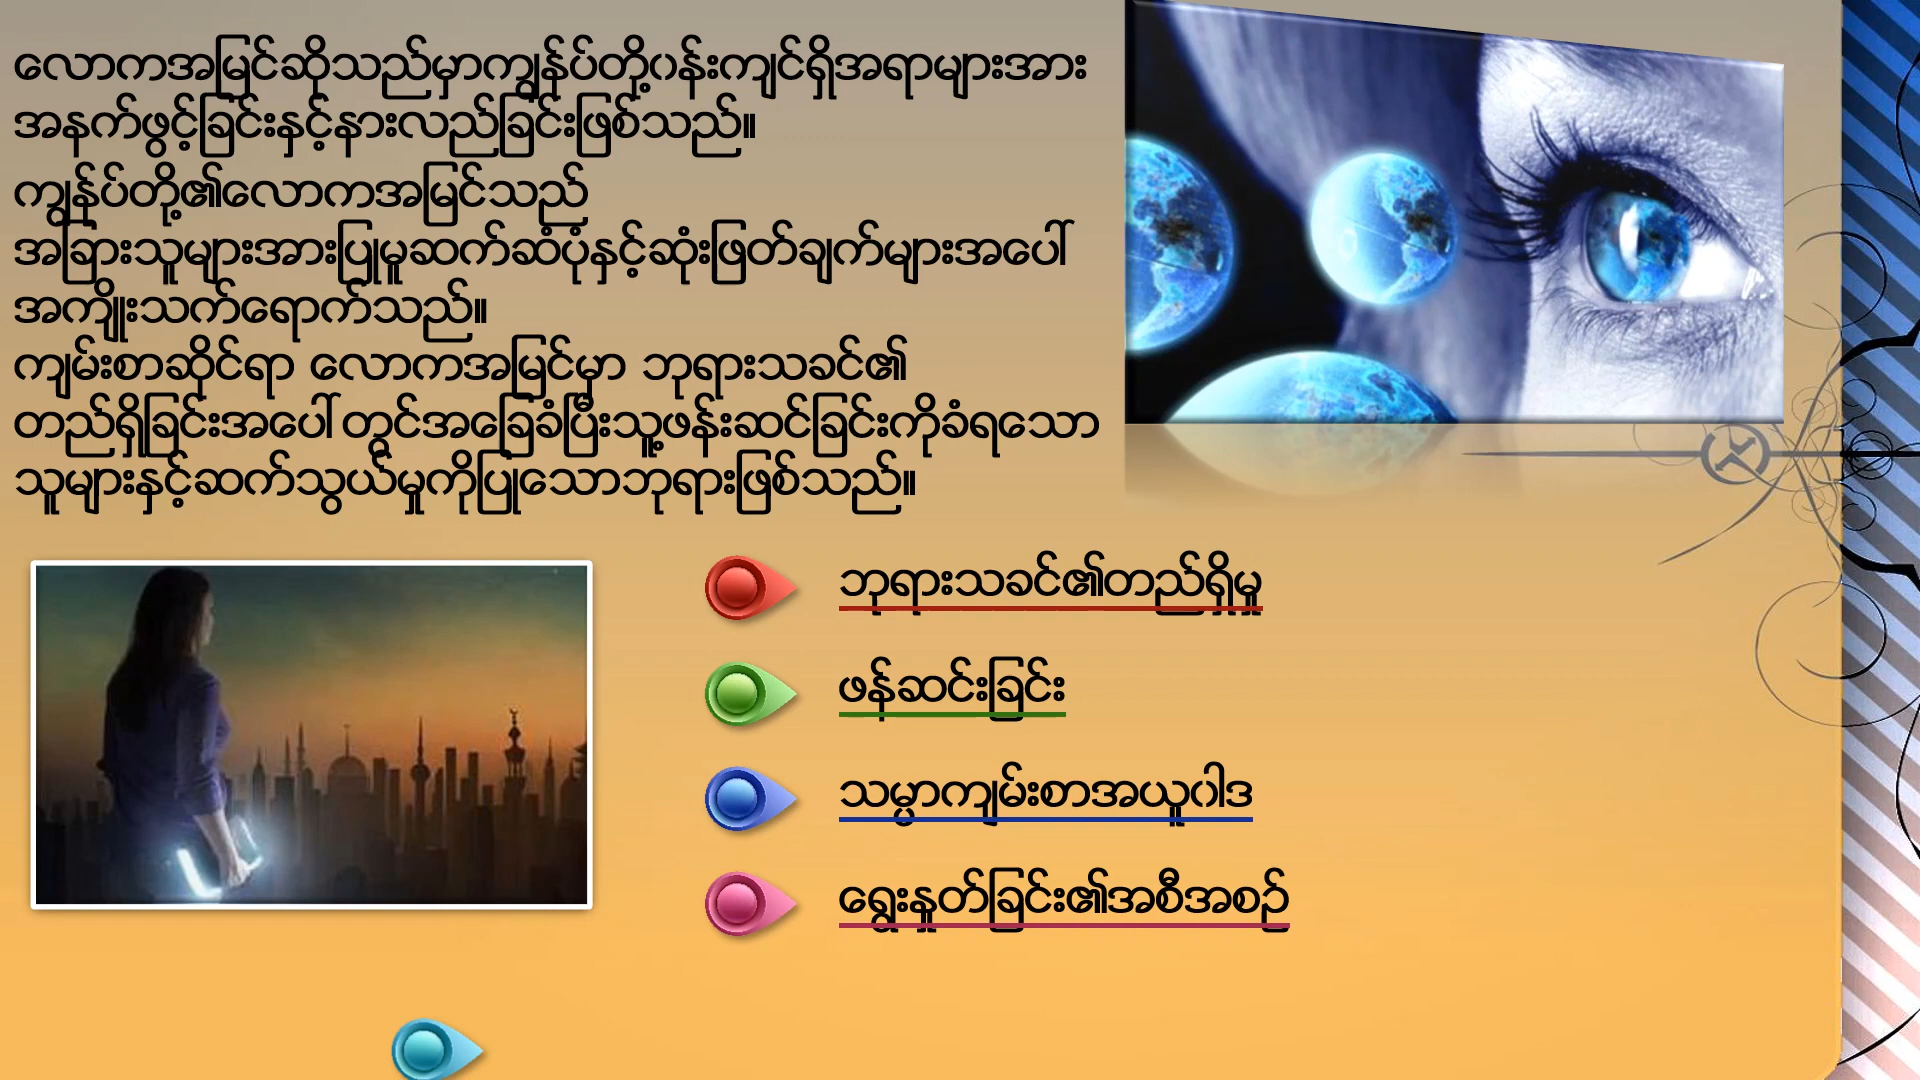 လောကအမြင်ဆိုသည်မှာကျွန်ုပ်တို့ဝန်းကျင်ရှိအရာများအား
အနက်ဖွင့်ခြင်းနှင့်နားလည်ခြင်းဖြစ်သည်။
ကျွန်ုပ်တို့၏လောကအမြင်သည်
အခြားသူများအားပြုမူဆက်ဆံပုံနှင့်ဆုံးဖြတ်ချက်များအပေါ်
အကျိုးသက်ရောက်သည်။
ကျမ်းစာဆိုင်ရာ လောကအမြင်မှာ ဘုရားသခင်၏
တည်ရှိခြင်းအပေါ်တွင်အခြေခံပြီးသူ့ဖန်းဆင်ခြင်းကိုခံရသော
သူများနှင့်ဆက်သွယ်မှုကိုပြုသောဘုရားဖြစ်သည်။
ဘုရားသခင်၏တည်ရှိမှု
ဖန်ဆင်းခြင်း
သမ္မာကျမ်းစာအယူဝါဒ
ရွေးနှုတ်ခြင်း၏အစီအစဉ်